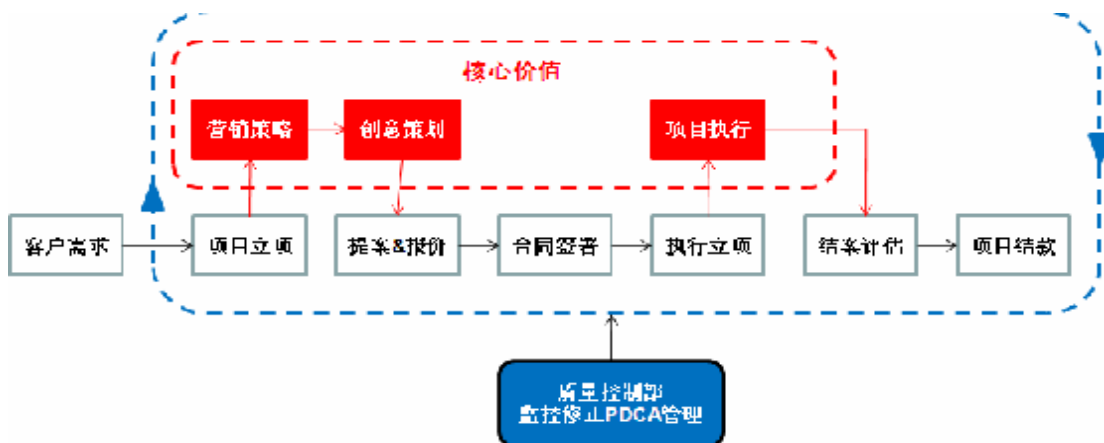 核心价值
营销策略
创意策划
项目执行
客户需求
项目立项
提案&报价
合同签署
执行立项
结案评估
项目结款
质量控制部
监控修正PDCA管理